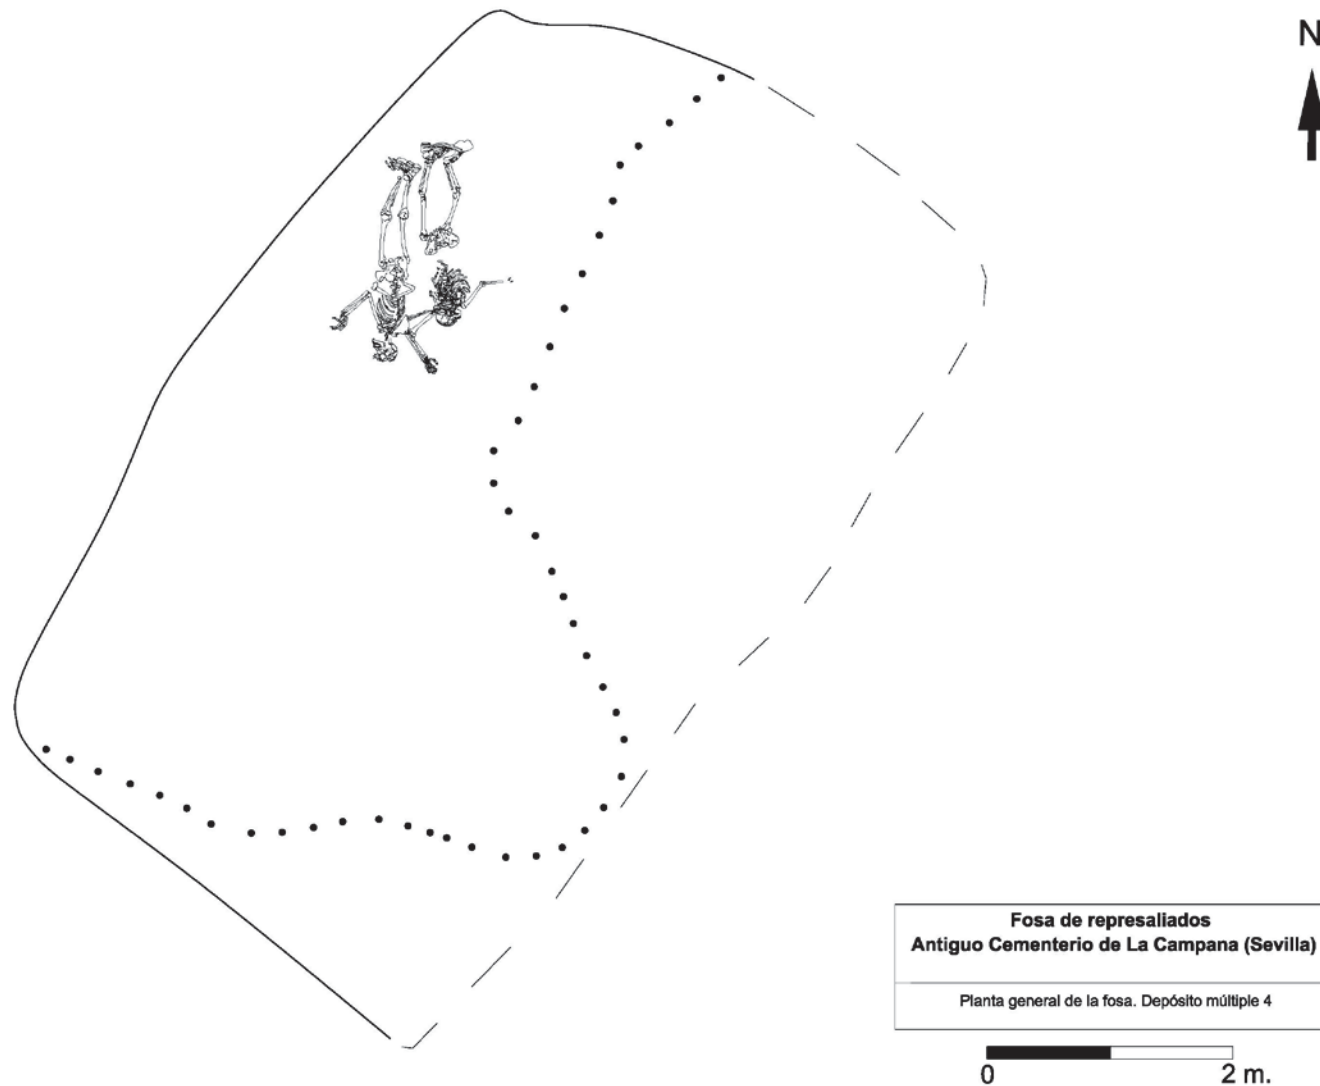 N
Fosa de represaliados
Antiguo Cementerio de La Campana (Sevilla)
Planta general de la fosa. Depósito múltiple 4
0 2 m.